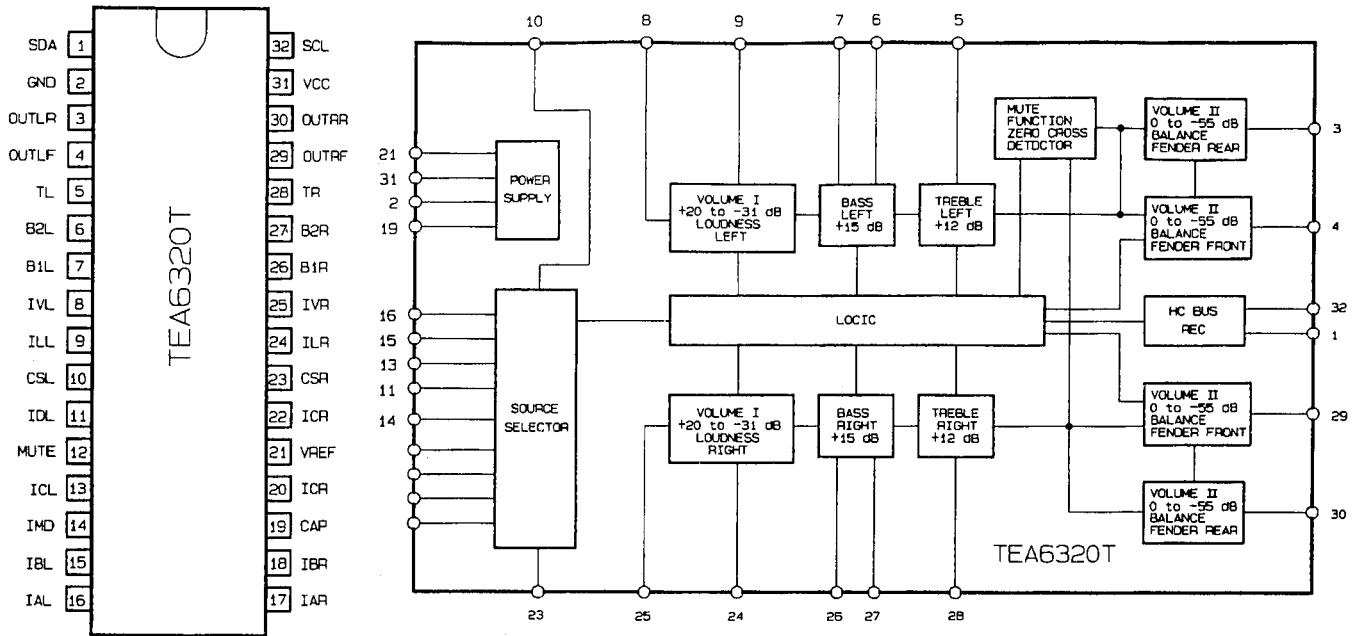 SDA 1
GND 2
OUTLR 3
OUTLF 4
TL 5
B2L 6
B1L 7
IVL 8
ILL 9
CSL 10
IDL 11
MUTE 12
ICL 13
IMD 14
IBL 15
IAL 16
TEA6320T
32 SCL
31 VCC
30 OUTRR
29 OUTRF
28 TR
27 B2R
26 B1R
25 IVR
24 ILR
23 CSR
22 ICR
21 VREF
20 ICR
19 CAP
18 IBR
17 IAR
10
8
9
7
6
5
21
31
2
19
POWER
SUPPLY
16
15
13
11
14
SOURCE
SELECTOR
VOLUME I
+20 to -31 dB
LOUDNESS
LEFT
BASS
LEFT
+15 dB
TREBLE
LEFT
+12 dB
MUTE
FUNCTION
ZERO CROSS
DETDCTOR
VOLUME II
0 to -55 dB
BALANCE
FENDER REAR
3
VOLUME II
0 to -55 dB
BALANCE
FENDER FRONT
4
LOCIC
HC BUS
REC
32
1
VOLUME I
+20 to -31 dB
LOUDNESS
RIGHT
BASS
RIGHT
+15 dB
TREBLE
RIGHT
+12 dB
VOLUME II
0 to -55 dB
BALANCE
FENDER FRONT
29
VOLUME II
0 to -55 dB
BALANCE
FENDER REAR
30
TEA6320T
23
25
24
26
27
28